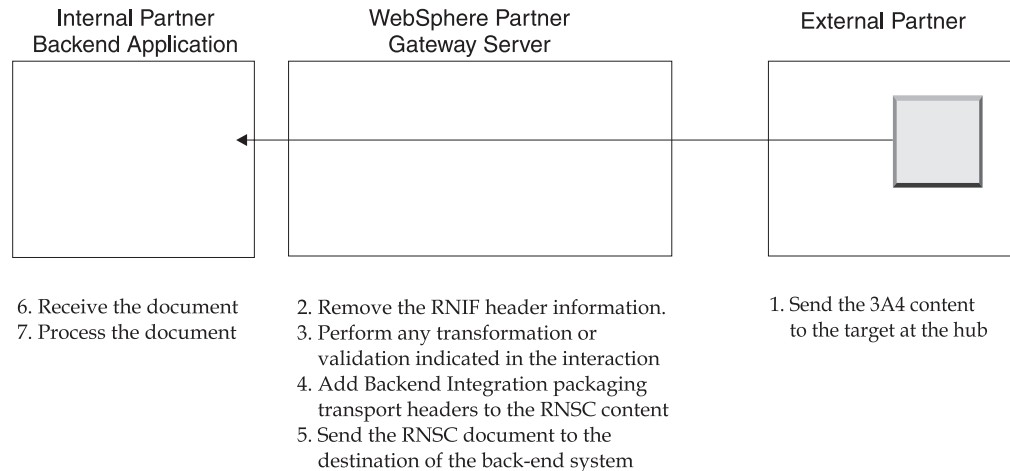 Internal Partner
Backend Application
WebSphere Partner
Gateway Server
External Partner
6. Receive the document
7. Process the document
2. Remove the RNIF header information.
3. Perform any transformation or
validation indicated in the interaction
4. Add Backend Integration packaging
transport headers to the RNSC content
5. Send the RNSC document to the
destination of the back-end system
1. Send the 3A4 content
to the target at the hub